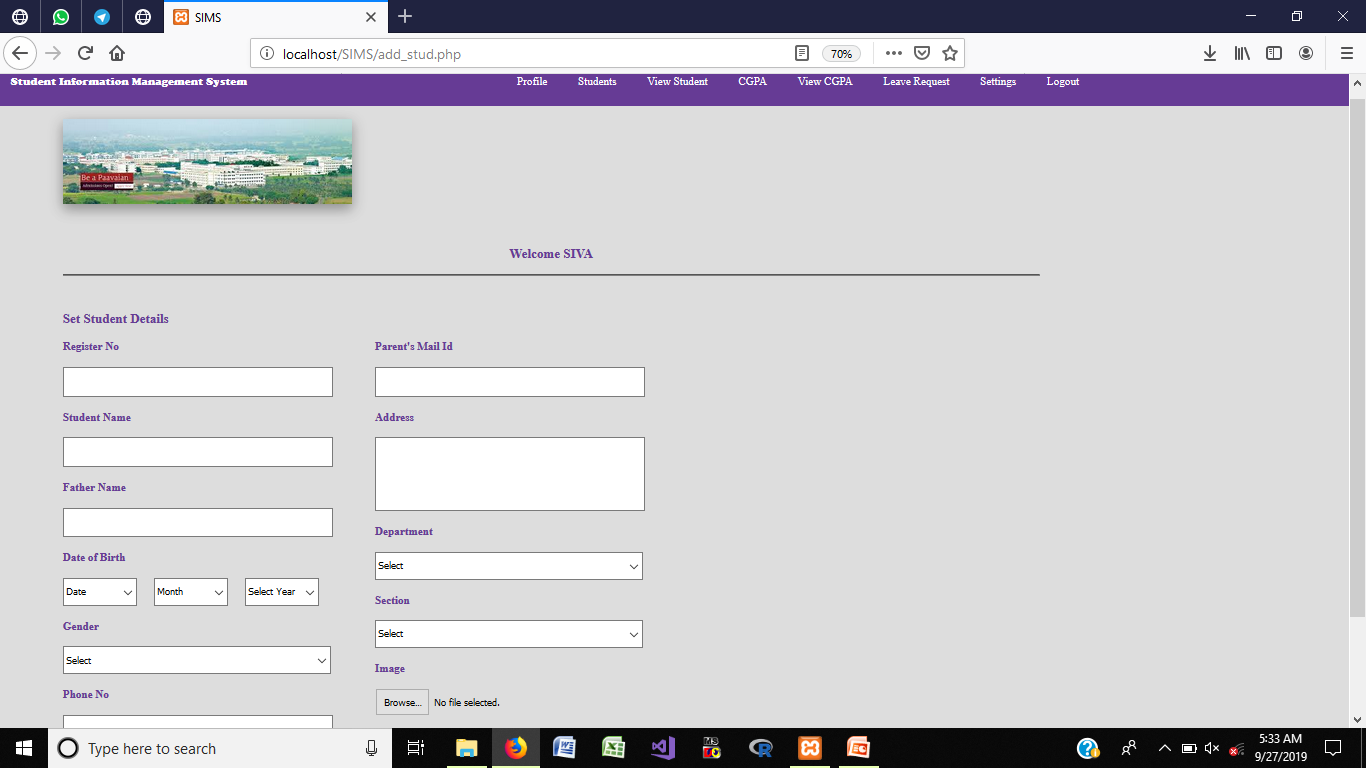 SIMS
localhost/SIMS/add_stud.php
70%
Student Information Management System
Profile
Students
View Student
CGPA
View CGPA
Leave Request
Settings
Logout
Be a Paavaian
Welcome SIVA
Set Student Details
Register No
Parent's Mail Id
Student Name
Address
Father Name
Department
Date of Birth
Select
Date
Month
Select Year
Section
Gender
Select
Select
Image
Phone No
Browse...
No file selected.
Type here to search
5:33 AM
9/27/2019